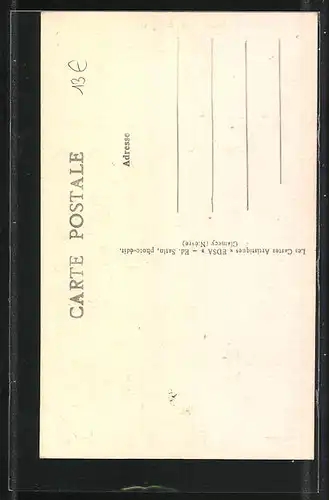 13€
CARTE POSTALE
Adresse
Les Cartes Artistiques « EDSA » – Ed. Satin, photo-édit.
Clamecy (Nièvre)